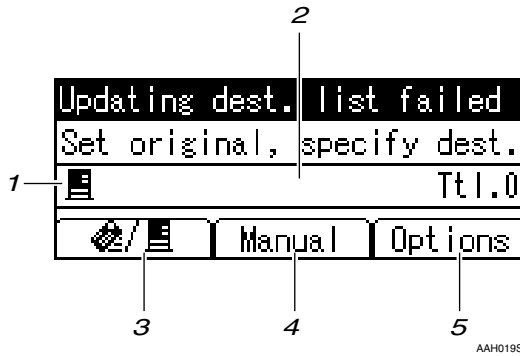 2
Updating dest. list failed
Set original, specify dest.
1 Ttl.0
/ Manual Options
3 4 5
AAH019S